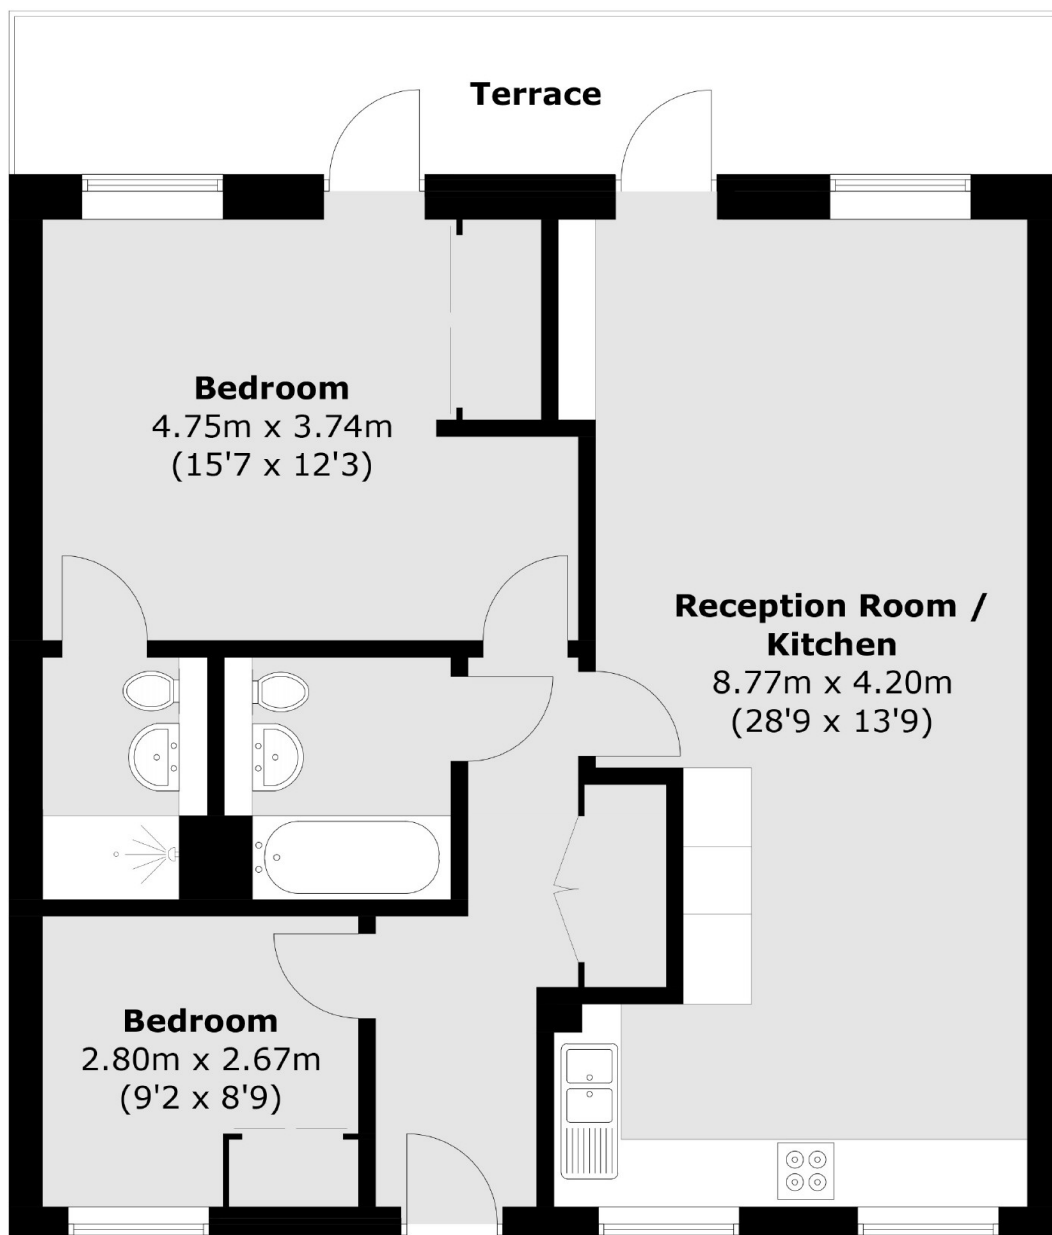 Terrace
Bedroom
4.75m x 3.74m
(15'7 x 12'3)
Reception Room /
Kitchen
8.77m x 4.20m
(28'9 x 13'9)
Bedroom
2.80m x 2.67m
(9'2 x 8'9)